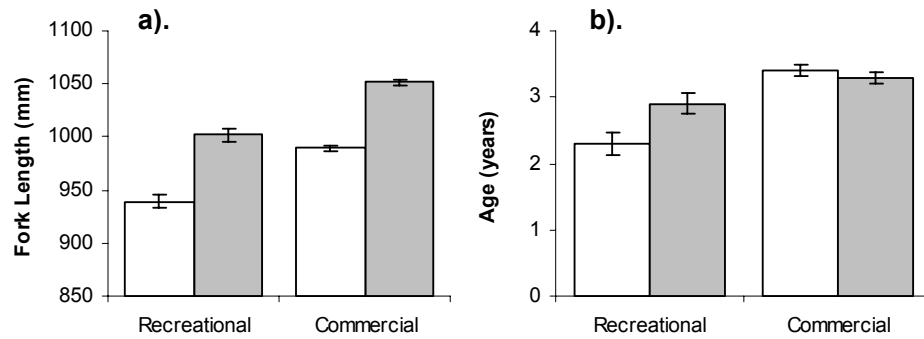 a).
Fork Length (mm)
1100
1050
1000
950
900
850
Recreational
Commercial
b).
Age (years)
4
3
2
1
0
Recreational
Commercial